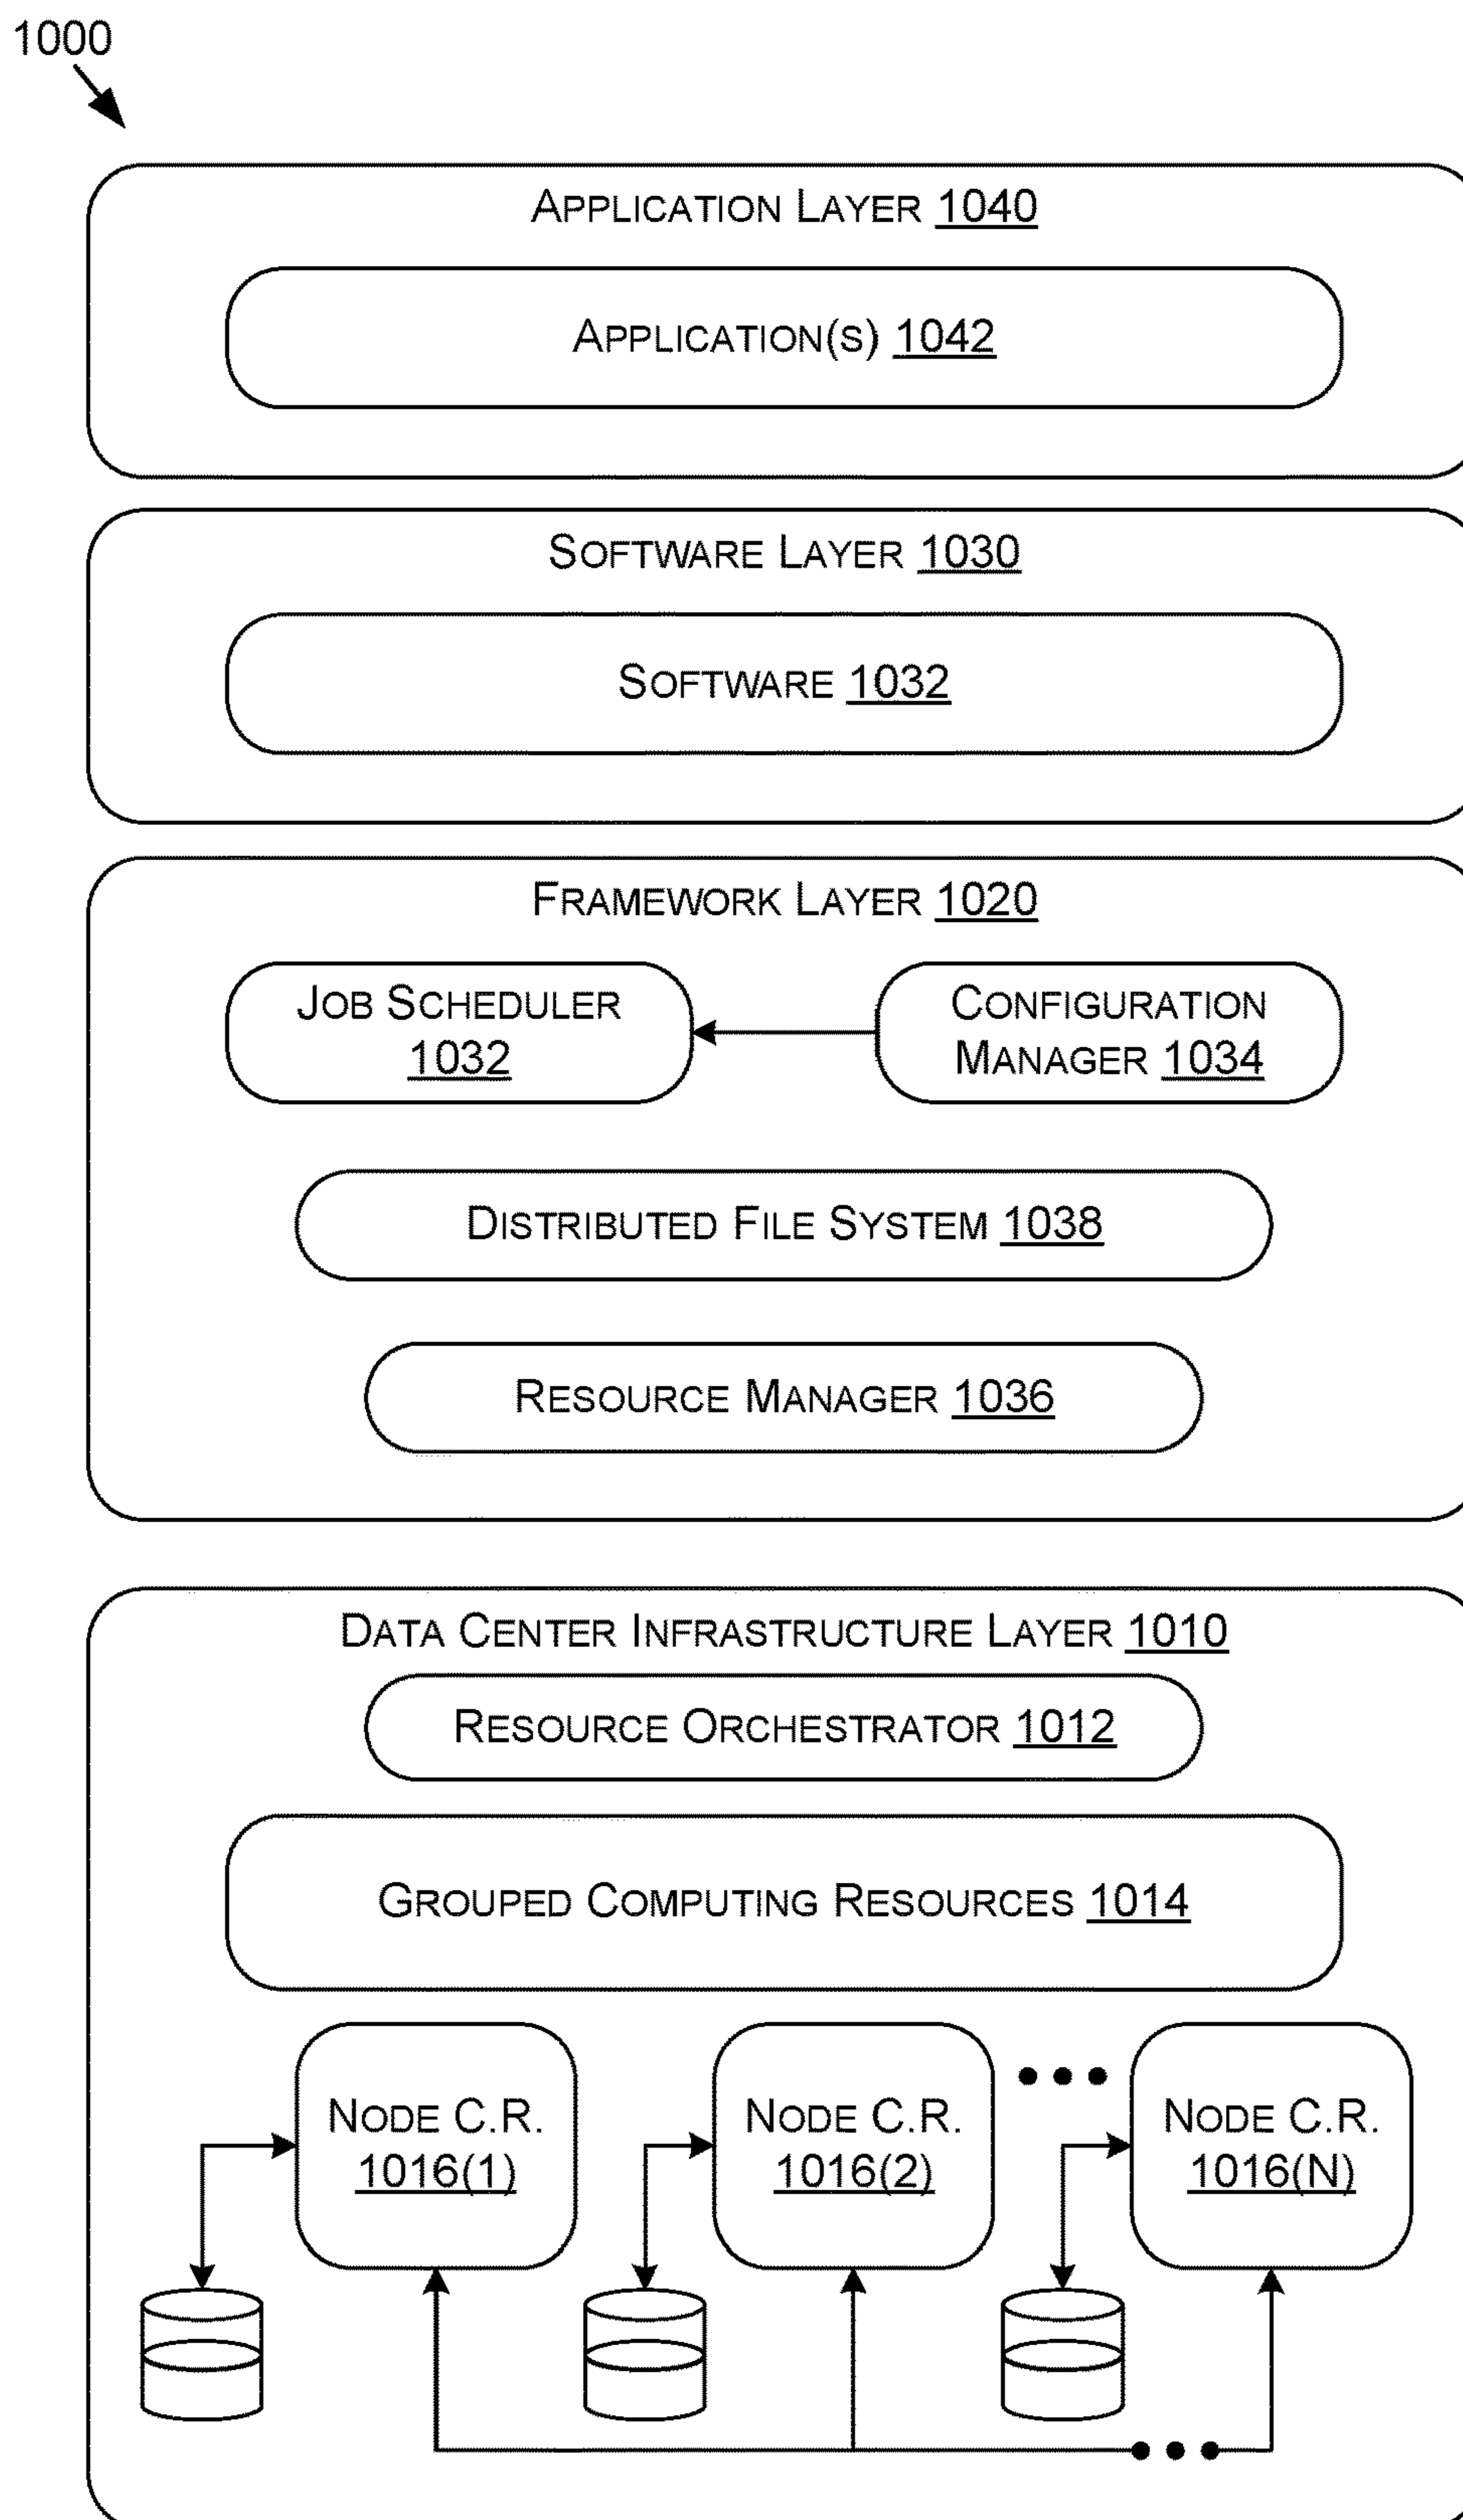 1000
APPLICATION LAYER 1040
APPLICATION(S) 1042
SOFTWARE LAYER 1030
SOFTWARE 1032
FRAMEWORK LAYER 1020
JOB SCHEDULER
1032
CONFIGURATION
MANAGER 1034
DISTRIBUTED FILE SYSTEM 1038
RESOURCE MANAGER 1036
DATA CENTER INFRASTRUCTURE LAYER 1010
RESOURCE ORCHESTRATOR 1012
GROUPED COMPUTING RESOURCES 1014
NODE C.R.
1016(1)
NODE C.R.
1016(2)
NODE C.R.
1016(N)